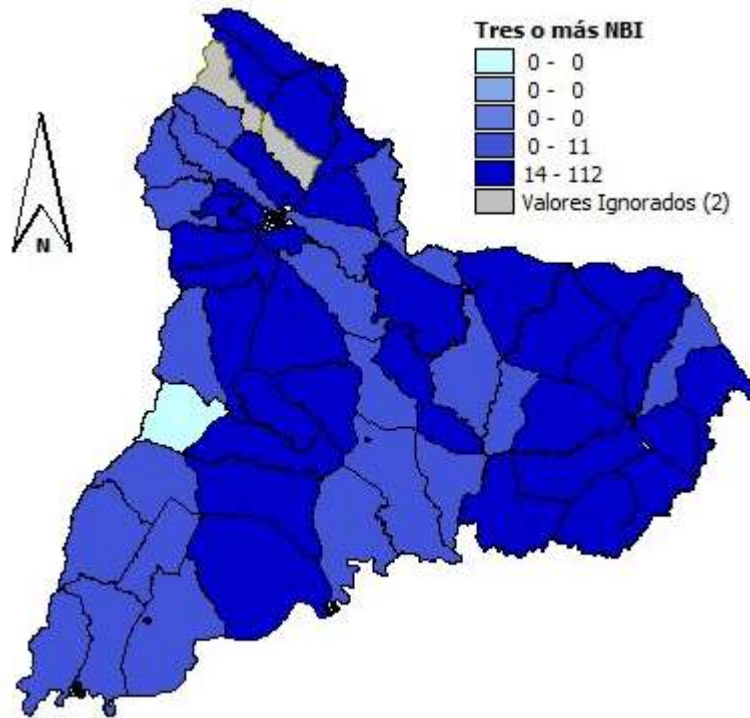 Tres o más NBI
0 - 0
0 - 0
0 - 0
0 - 11
14 - 112
Valores Ignorados (2)
N